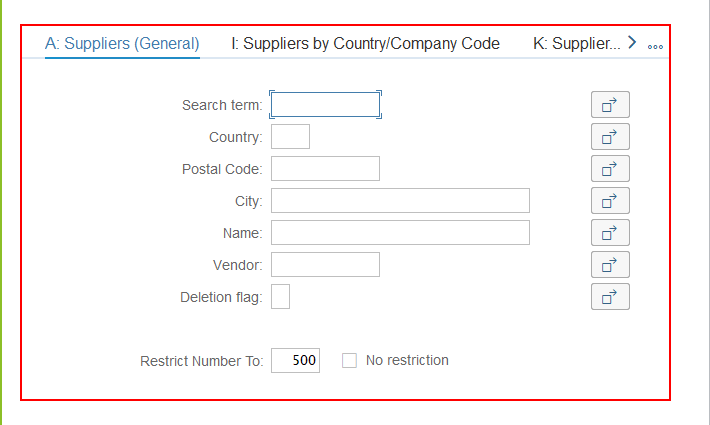 A: Suppliers (General) I: Suppliers by Country/Company Code K: Supplier...
Search term:
Country:
Postal Code:
City:
Name:
Vendor:
Deletion flag:
Restrict Number To: 500 No restriction